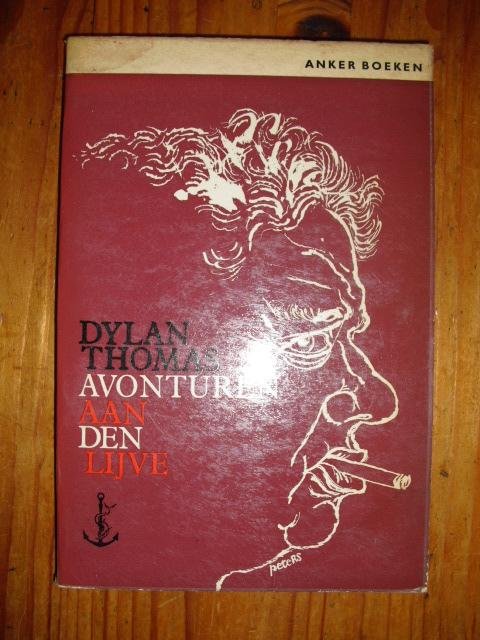 ANKER BOEKEN
DYLAN
THOMAS
AVONTUREN
AAN
DEN
LIJVE
peters